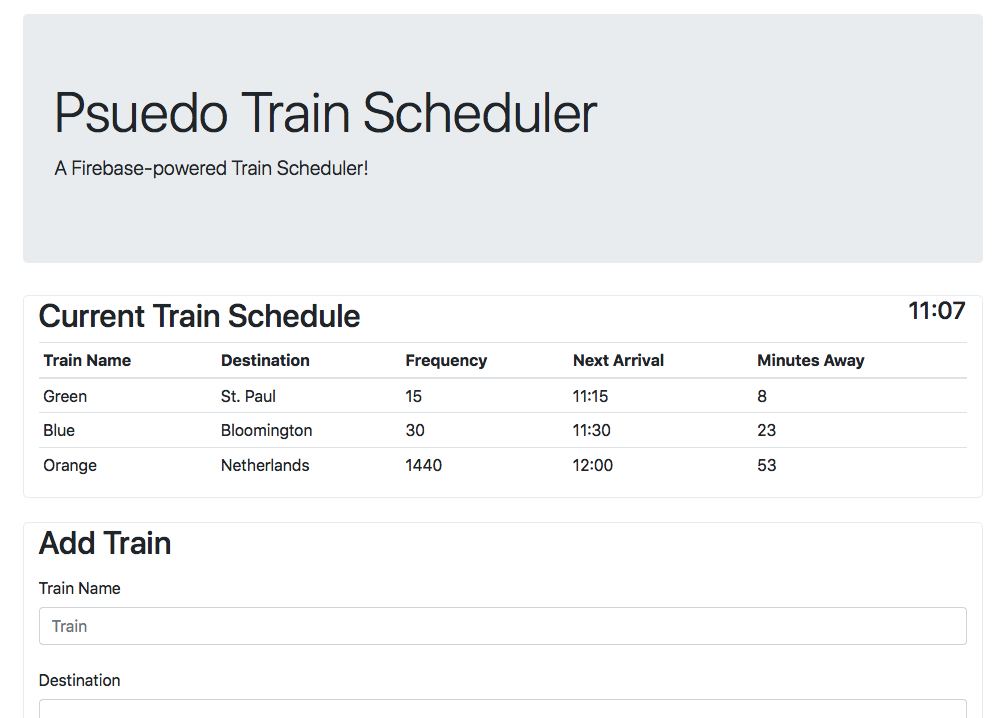 Psuedo Train Scheduler
A Firebase-powered Train Scheduler!
Current Train Schedule 11:07
Train Name Destination Frequency Next Arrival Minutes Away
Green St. Paul 15 11:15 8
Blue Bloomington 30 11:30 23
Orange Netherlands 1440 12:00 53
Add Train
Train Name
Train
Destination